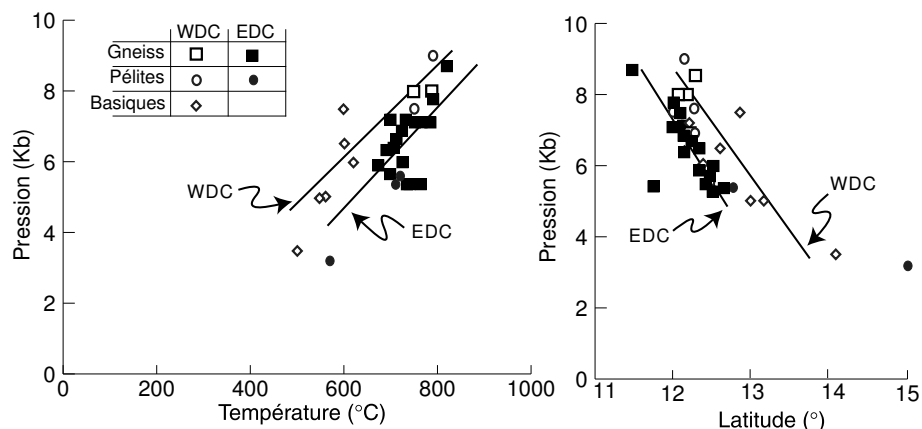 WDC EDC
Gneiss
Pélites
Basiques
Pression (Kb)
10
8
6
4
2
0
0 200 400 600 800 1000
Température (°C)
WDC
EDC
Pression (Kb)
10
8
6
4
2
0
11 12 13 14 15
Latitude (°)
WDC
EDC